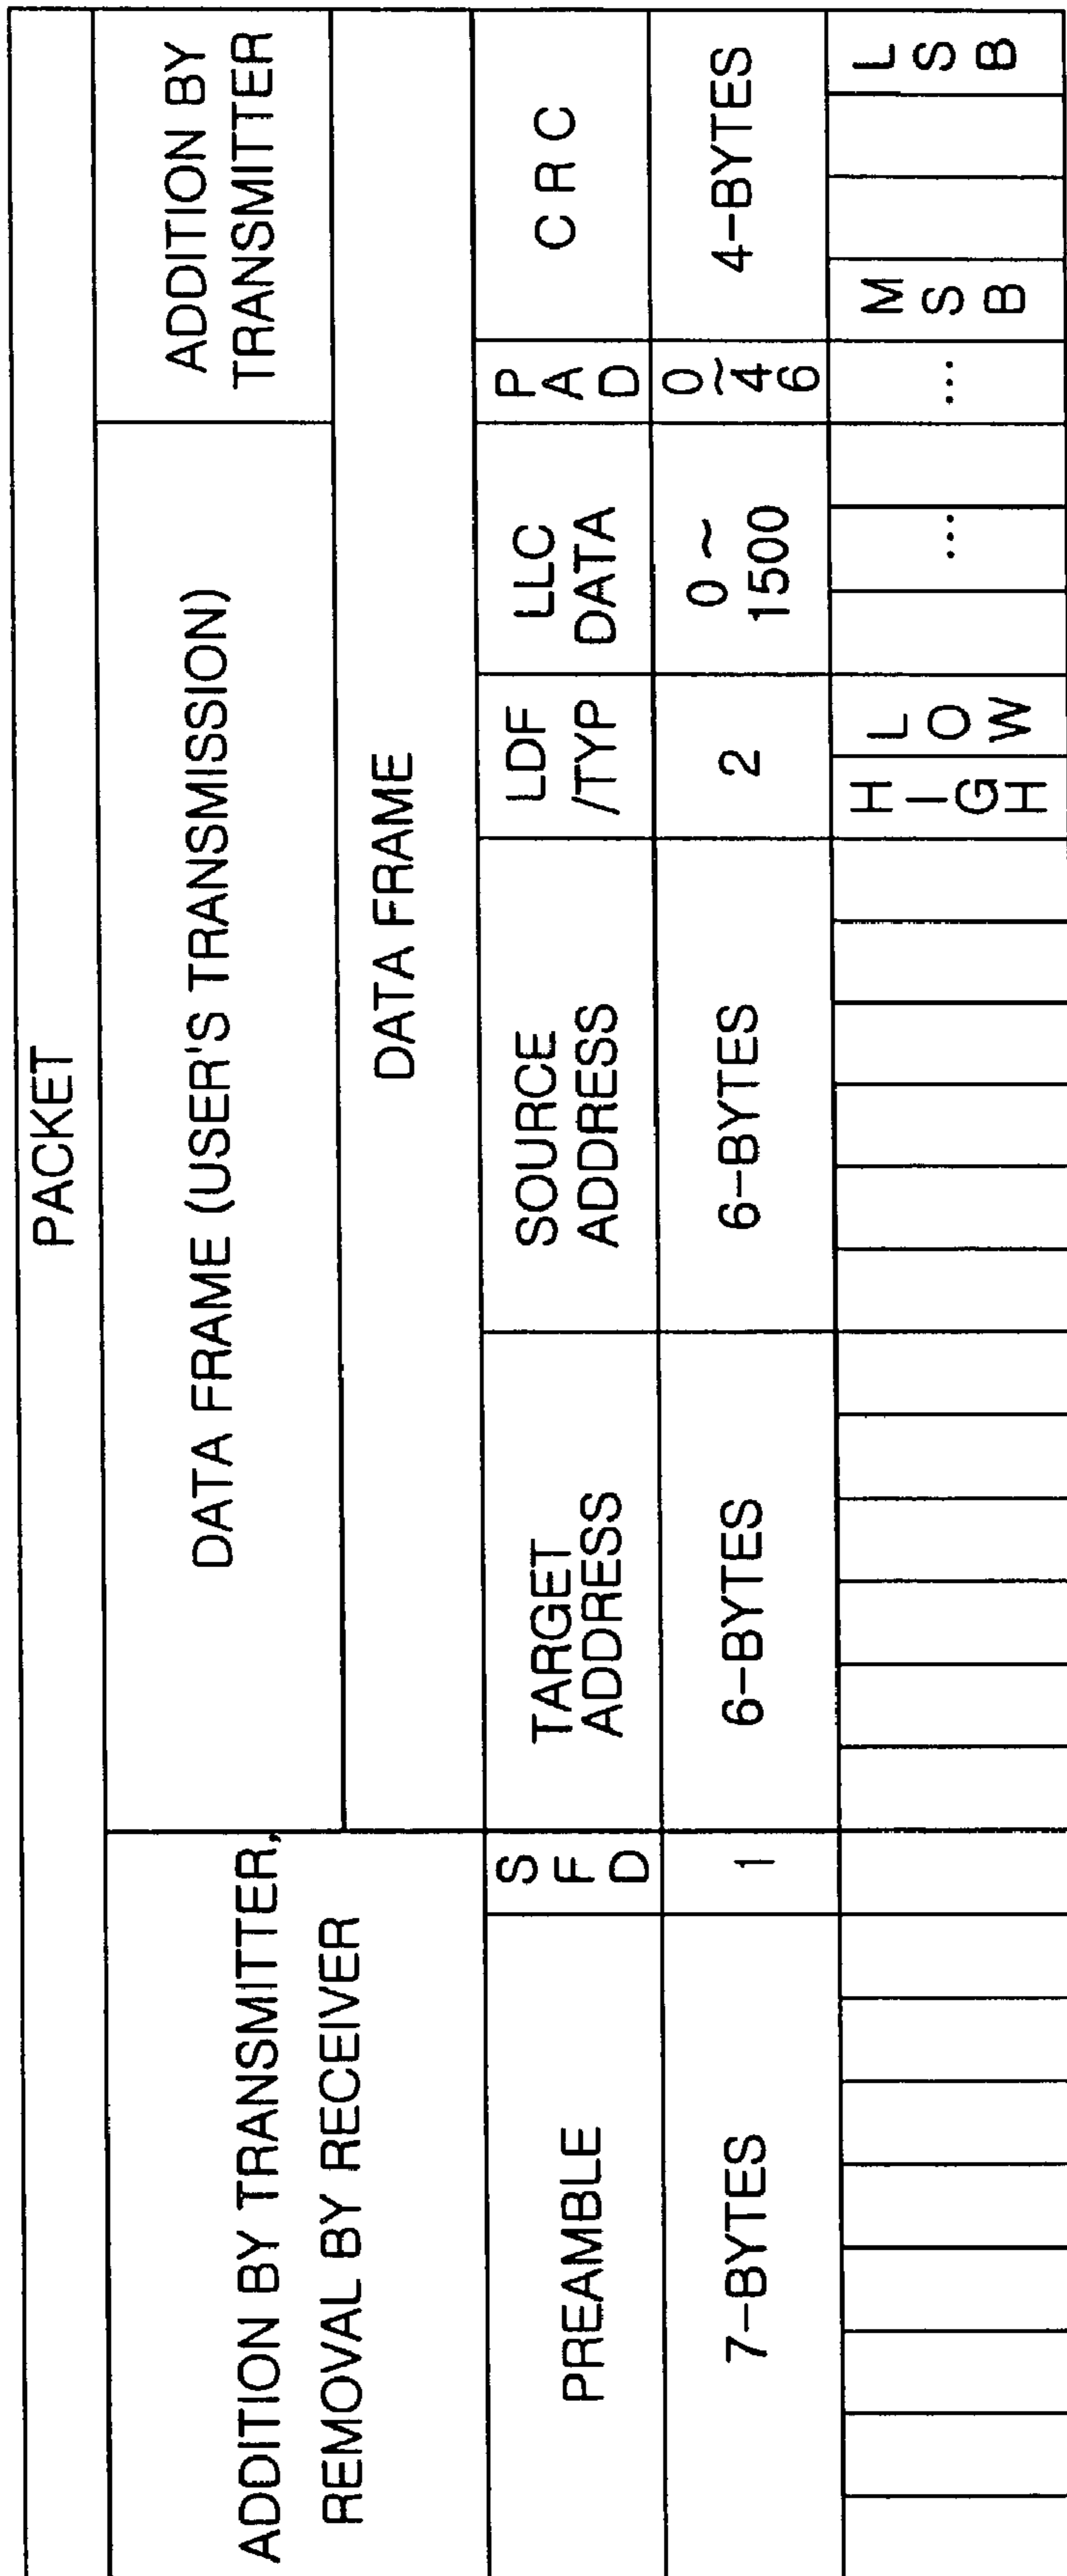 PACKET
ADDITION BY TRANSMITTER,
REMOVAL BY RECEIVER
DATA FRAME (USER'S TRANSMISSION)
ADDITION BY
TRANSMITTER
DATA FRAME
PREAMBLE
SFD
TARGET
ADDRESS
SOURCE
ADDRESS
LDF
/TYP
LLC
DATA
PAD
CRC
7-BYTES
1
6-BYTES
6-BYTES
2
0~
1500
0~46
4-BYTES
HIGH
LOW
...
...
MSB
LSB